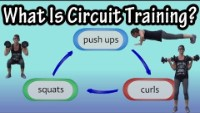 What Is Circuit Training?
push ups
squats
curls